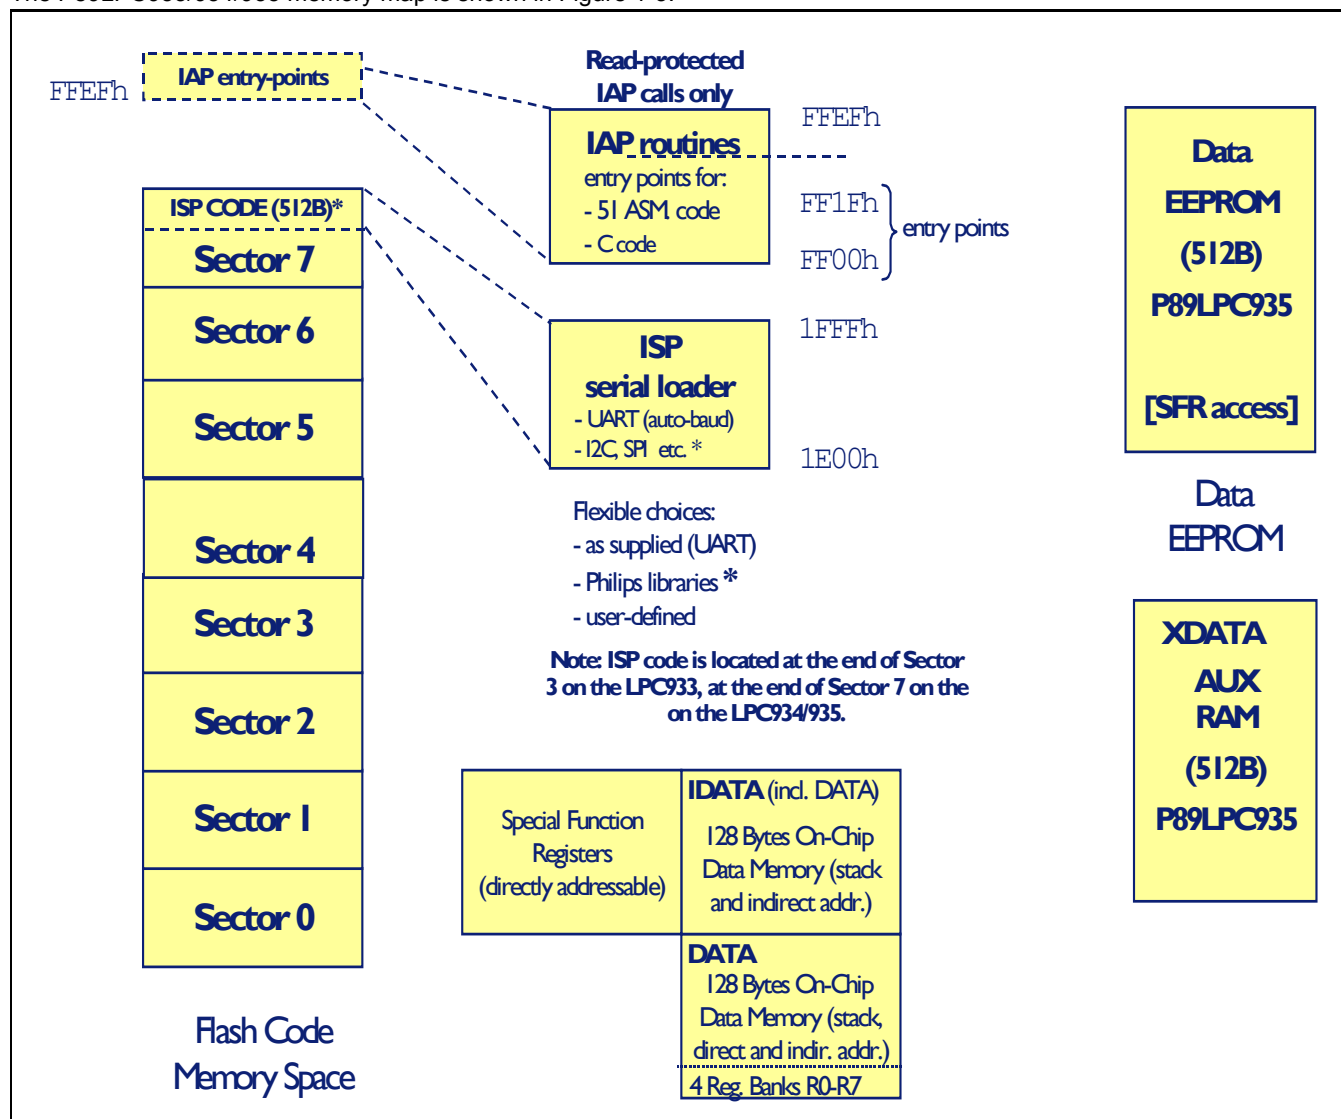 FFEFh
IAP entry-points
Read-protected
IAP calls only
IAP routines
entry points for:
- 51 ASM. code
- C code
FFEFh
FF1Fh
FF00h
entry points
ISP CODE (512B)*
Sector 7
Sector 6
Sector 5
Sector 4
Sector 3
Sector 2
Sector 1
Sector 0
Flash Code
Memory Space
ISP
serial loader
- UART (auto-baud)
- I2C, SPI etc. *
1FFFh
1E00h
Flexible choices:
- as supplied (UART)
- Philips libraries *
- user-defined
Note: ISP code is located at the end of Sector
3 on the LPC933, at the end of Sector 7 on the
on the LPC934/935.
Special Function
Registers
(directly addressable)
IDATA (incl. DATA)
128 Bytes On-Chip
Data Memory (stack
and indirect addr.)
DATA
128 Bytes On-Chip
Data Memory (stack,
direct and indir. addr.)
4 Reg. Banks R0-R7
Data
EEPROM
(512B)
P89LPC935
[SFR access]
Data
EEPROM
XDATA
AUX
RAM
(512B)
P89LPC935